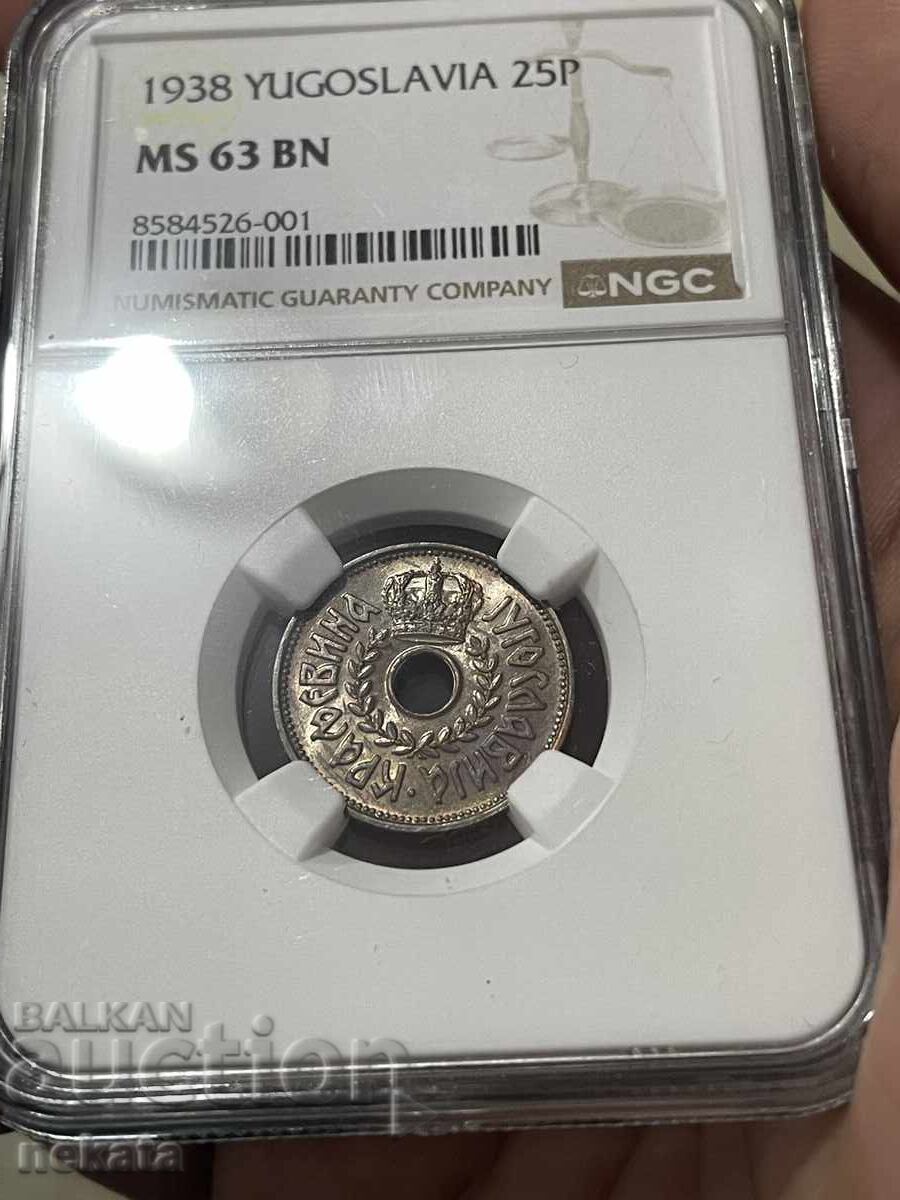 1938 YUGOSLAVIA 25P
MS 63 BN
8584526-001
NUMISMATIC GUARANTY COMPANY NGC
КРАЉЕВИНА ЈУГОСЛАВИЈА ·
BALKAN
auction
nekata